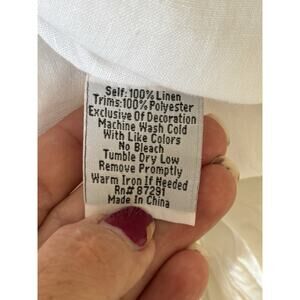 Self: 100% Linen
Trims: 100% Polyester
Exclusive Of Decoration
Machine Wash Cold
With Like Colors
No Bleach
Tumble Dry Low
Remove Promptly
Warm Iron If Needed
Rn# 87291
Made In China